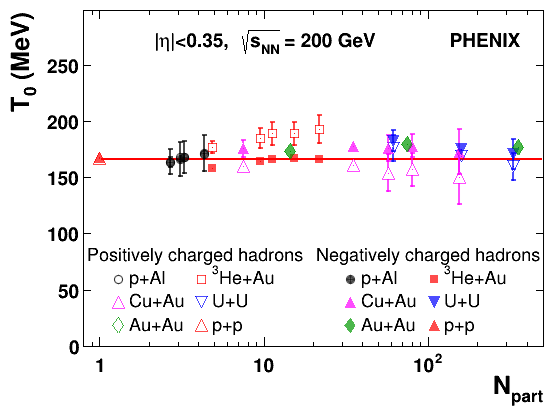 |η|<0.35, √sNN = 200 GeV PHENIX
T0 (MeV)
250
200
150
100
50
0
Positively charged hadrons Negatively charged hadrons
p+Al ³He+Au p+Al ³He+Au
Cu+Au U+U Cu+Au U+U
Au+Au p+p Au+Au p+p
1 10 10²
Npart